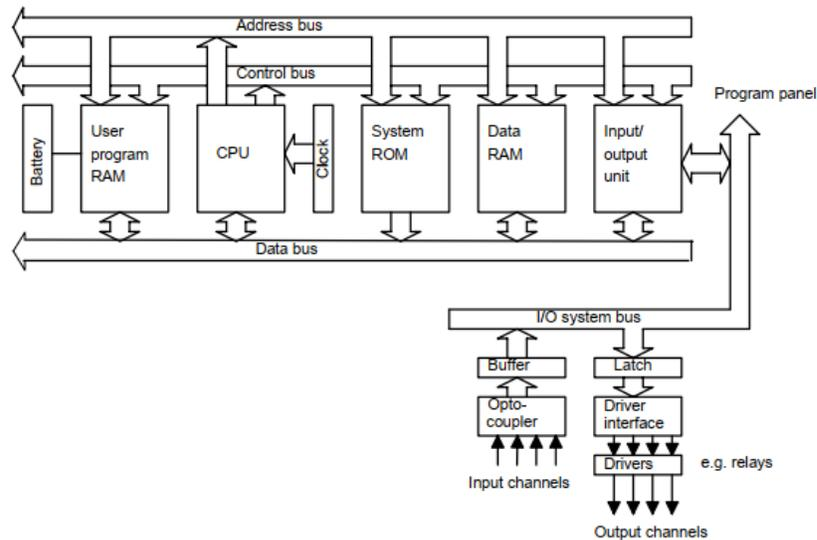 Address bus
Control bus
Program panel
Battery
User
program
RAM
CPU
Clock
System
ROM
Data
RAM
Input/
output
unit
Data bus
I/O system bus
Buffer
Latch
Opto-
coupler
Driver
interface
Drivers
e.g. relays
Input channels
Output channels